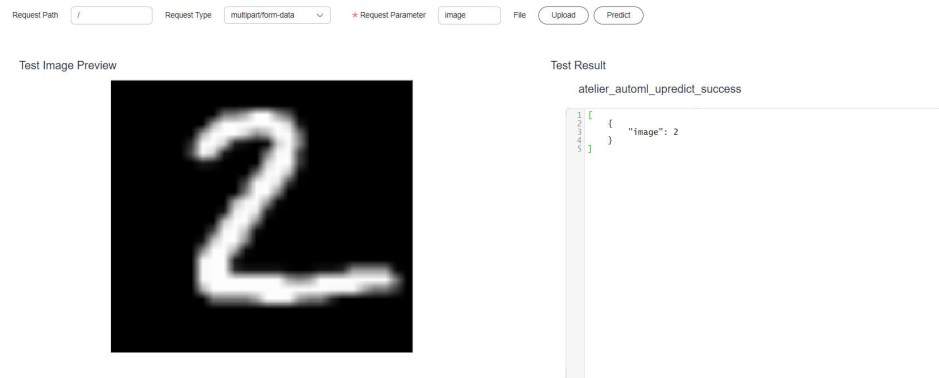 Request Path / Request Type multipart/form-data * Request Parameter image File Upload Predict
Test Image Preview
2
Test Result
atelier_automl_upredict_success
1 [
2 {
3 "image": 2
4 }
5 ]